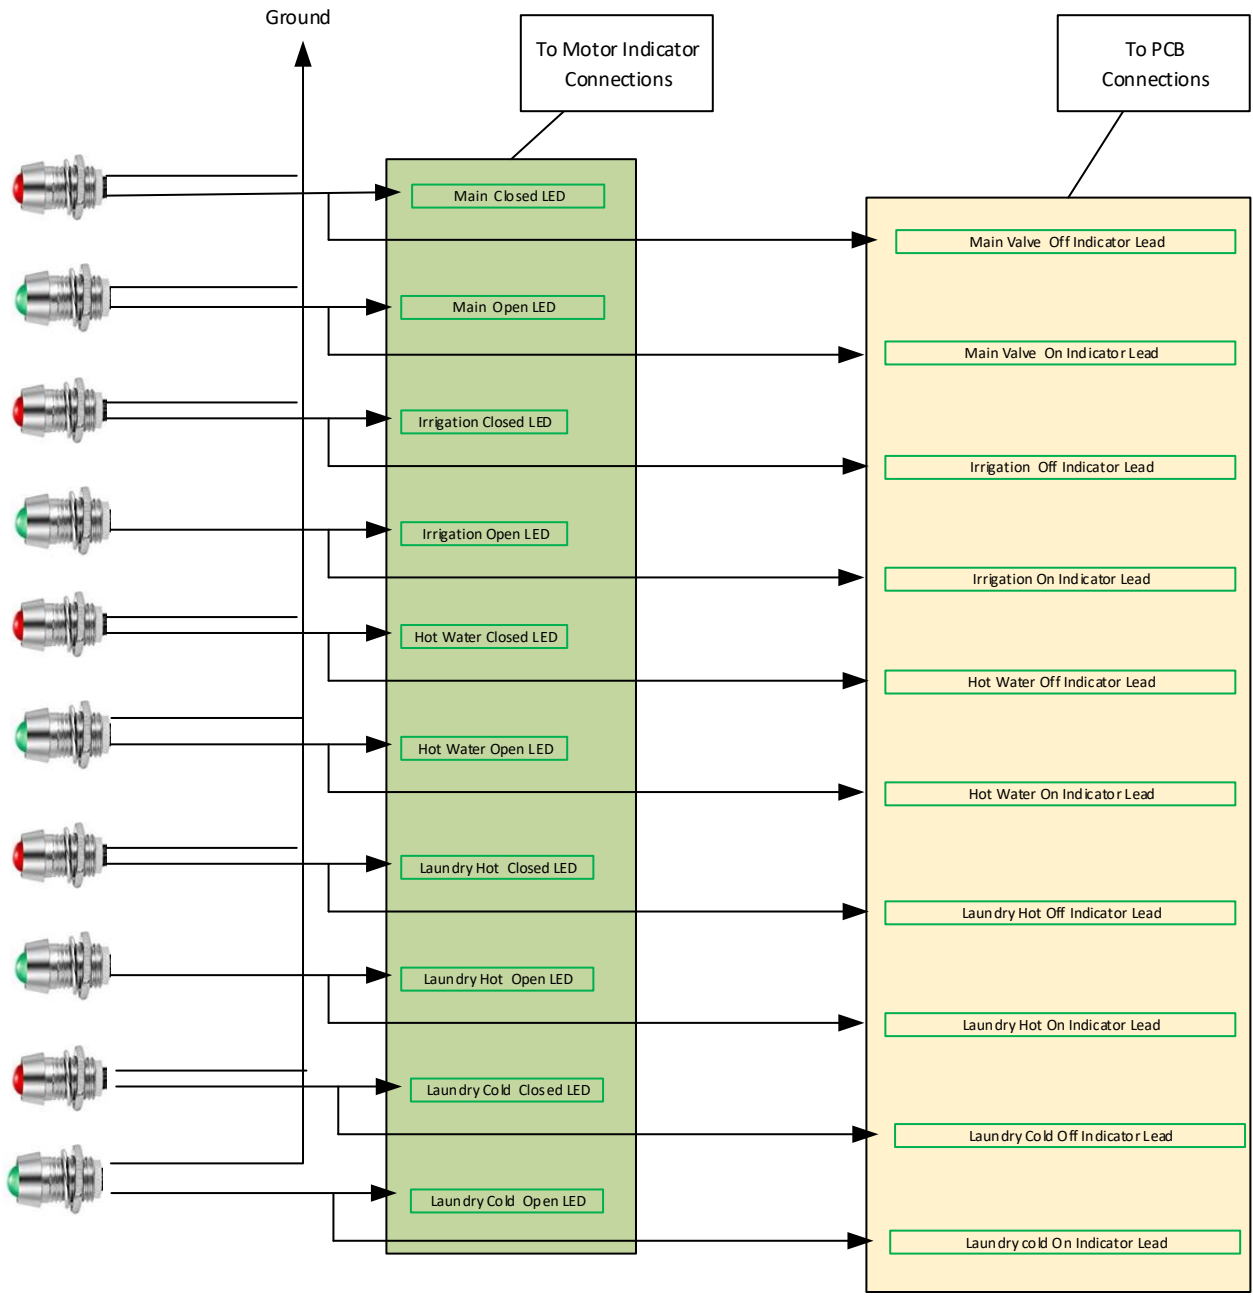 Ground
To Motor Indicator
Connections
To PCB
Connections
Main Closed LED
Main Valve Off Indicator Lead
Main Open LED
Main Valve On Indicator Lead
Irrigation Closed LED
Irrigation Off Indicator Lead
Irrigation Open LED
Irrigation On Indicator Lead
Hot Water Closed LED
Hot Water Off Indicator Lead
Hot Water Open LED
Hot Water On Indicator Lead
Laundry Hot Closed LED
Laundry Hot Off Indicator Lead
Laundry Hot Open LED
Laundry Hot On Indicator Lead
Laundry Cold Closed LED
Laundry Cold Off Indicator Lead
Laundry Cold Open LED
Laundry cold On Indicator Lead